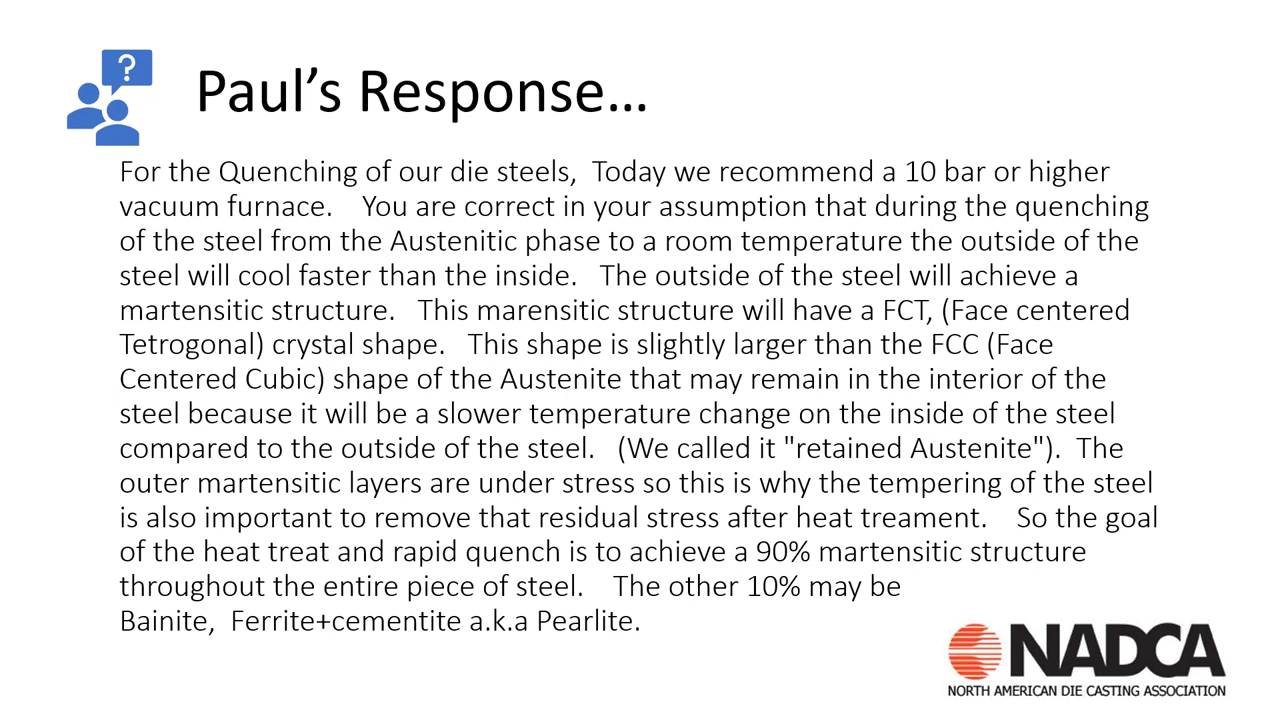 ?
Paul’s Response…
For the Quenching of our die steels,  Today we recommend a 10 bar or higher
vacuum furnace.    You are correct in your assumption that during the quenching
of the steel from the Austenitic phase to a room temperature the outside of the
steel will cool faster than the inside.   The outside of the steel will achieve a
martensitic structure.   This marensitic structure will have a FCT, (Face centered
Tetrogonal) crystal shape.   This shape is slightly larger than the FCC (Face
Centered Cubic) shape of the Austenite that may remain in the interior of the
steel because it will be a slower temperature change on the inside of the steel
compared to the outside of the steel.   (We called it "retained Austenite").  The
outer martensitic layers are under stress so this is why the tempering of the steel
is also important to remove that residual stress after heat treament.    So the goal
of the heat treat and rapid quench is to achieve a 90% martensitic structure
throughout the entire piece of steel.    The other 10% may be
Bainite,  Ferrite+cementite a.k.a Pearlite.
NADCA
NORTH AMERICAN DIE CASTING ASSOCIATION